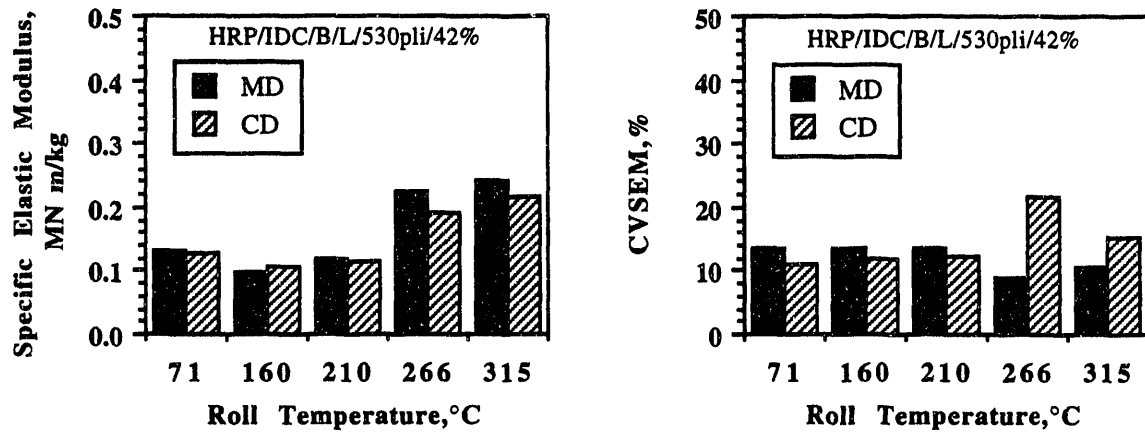 Specific Elastic Modulus,
MN m/kg
0.5
0.4
0.3
0.2
0.1
0.0
HRP/IDC/B/L/530pli/42%
MD
CD
71 160 210 266 315
Roll Temperature,°C
CVSEM,%
50
40
30
20
10
0
HRP/IDC/B/L/530pli/42%
MD
CD
71 160 210 266 315
Roll Temperature,°C